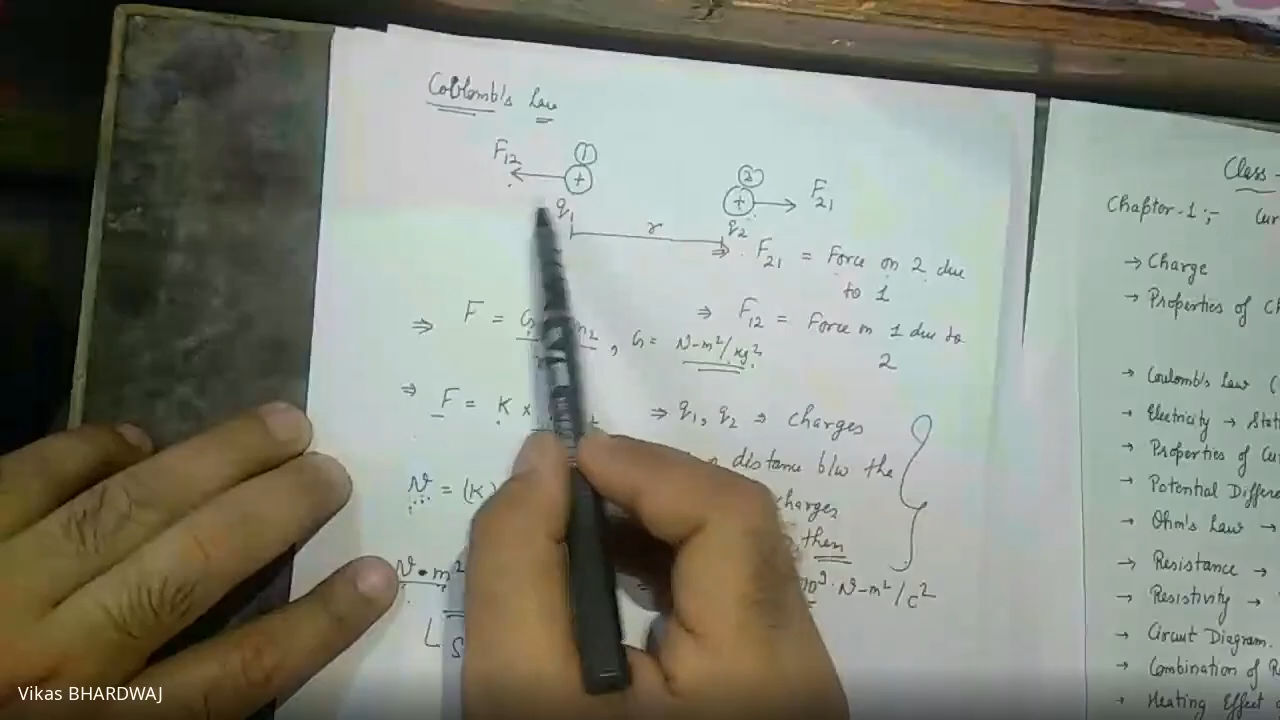 Coulomb's Law
F12 ① ②
+ + F21
q1 r q2
⇒ F21 = Force on 2 due
to 1
⇒ F = G
, G = N-m²/kg²
⇒ F12 = Force on 1 due to
2
⇒ F = K ×
⇒ q1, q2 ⇒ charges
distance b/w the
charges
N = (K)
then
N·m²
N-m²/c²
Class-
Chapter-1:-
→ Charge
→ Properties of
→ Coulomb's Law (
→ Electricity →
→ Properties of
→ Potential
→ Ohm's Law →
→ Resistance →
→ Resistivity →
→ Circuit Diagram.
→ Combination of
→ Heating Effect
Vikas BHARDWAJ